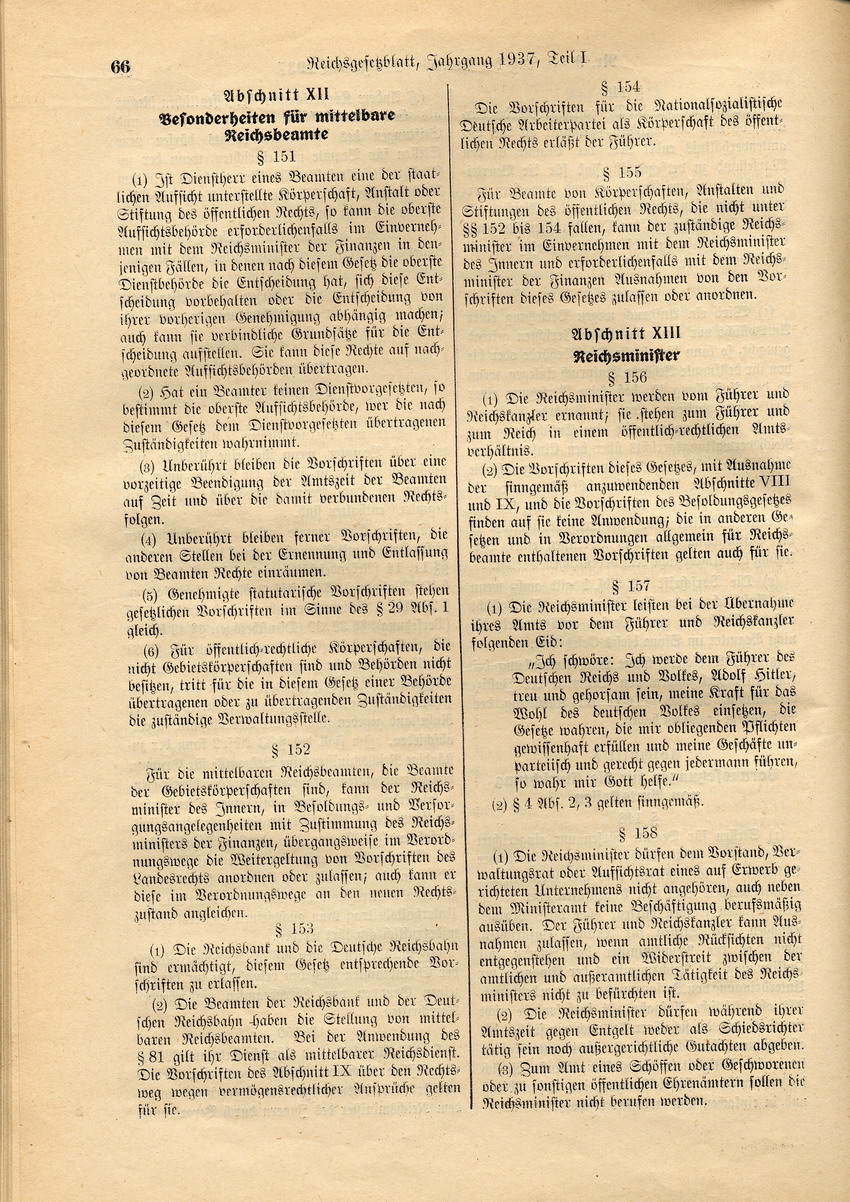 66
Reichsgesetzblatt, Jahrgang 1937, Teil I
Abschnitt XII
Besonderheiten für mittelbare
Reichsbeamte
§ 151
(1) Ist Dienstherr eines Beamten eine der staat-
lichen Aufsicht unterstellte Körperschaft, Anstalt oder
Stiftung des öffentlichen Rechts, so kann die oberste
Aufsichtsbehörde erforderlichenfalls im Einverneh-
men mit dem Reichsminister der Finanzen in den-
jenigen Fällen, in denen nach diesem Gesetz die oberste
Dienstbehörde die Entscheidung hat, sich diese Ent-
scheidung vorbehalten oder die Entscheidung von
ihrer vorherigen Genehmigung abhängig machen;
auch kann sie verbindliche Grundsätze für die Ent-
scheidung aufstellen. Sie kann diese Rechte auf nach-
geordnete Aufsichtsbehörden übertragen.
(2) Hat ein Beamter keinen Dienstvorgesetzten, so
bestimmt die oberste Aufsichtsbehörde, wer die nach
diesem Gesetz dem Dienstvorgesetzten übertragenen
Zuständigkeiten wahrnimmt.
(3) Unberührt bleiben die Vorschriften über eine
vorzeitige Beendigung der Amtszeit der Beamten
auf Zeit und über die damit verbundenen Rechts-
folgen.
(4) Unberührt bleiben ferner Vorschriften, die
anderen Stellen bei der Ernennung und Entlassung
von Beamten Rechte einräumen.
(5) Genehmigte statutarische Vorschriften stehen
gesetzlichen Vorschriften im Sinne des § 29 Abs. 1
gleich.
(6) Für öffentlich-rechtliche Körperschaften, die
nicht Gebietskörperschaften sind und Behörden nicht
besitzen, tritt für die in diesem Gesetz einer Behörde
übertragenen oder zu übertragenden Zuständigkeiten
die zuständige Verwaltungsstelle.
§ 152
Für die mittelbaren Reichsbeamten, die Beamte
der Gebietskörperschaften sind, kann der Reichs-
minister des Innern, in Besoldungs- und Versor-
gungsangelegenheiten mit Zustimmung des Reichs-
ministers der Finanzen, übergangsweise im Verord-
nungswege die Weitergeltung von Vorschriften des
Landesrechts anordnen oder zulassen; auch kann er
diese im Verordnungswege an den neuen Rechts-
zustand angleichen.
§ 153
(1) Die Reichsbank und die Deutsche Reichsbahn
sind ermächtigt, diesem Gesetz entsprechende Vor-
schriften zu erlassen.
(2) Die Beamten der Reichsbank und der Deut-
schen Reichsbahn haben die Stellung von mittel-
baren Reichsbeamten. Bei der Anwendung des
§ 81 gilt ihr Dienst als mittelbarer Reichsdienst.
Die Vorschriften des Abschnitt IX über den Rechts-
weg wegen vermögensrechtlicher Ansprüche gelten
für sie.
§ 154
Die Vorschriften für die Nationalsozialistische
Deutsche Arbeiterpartei als Körperschaft des öffent-
lichen Rechts erläßt der Führer.
§ 155
Für Beamte von Körperschaften, Anstalten und
Stiftungen des öffentlichen Rechts, die nicht unter
§§ 152 bis 154 fallen, kann der zuständige Reichs-
minister im Einvernehmen mit dem Reichsminister
des Innern und erforderlichenfalls mit dem Reichs-
minister der Finanzen Ausnahmen von den Vor-
schriften dieses Gesetzes zulassen oder anordnen.
Abschnitt XIII
Reichsminister
§ 156
(1) Die Reichsminister werden vom Führer und
Reichskanzler ernannt; sie stehen zum Führer und
zum Reich in einem öffentlich-rechtlichen Amts-
verhältnis.
(2) Die Vorschriften dieses Gesetzes, mit Ausnahme
der sinngemäß anzuwendenden Abschnitte VIII
und IX, und die Vorschriften des Besoldungsgesetzes
finden auf sie keine Anwendung; die in anderen Ge-
setzen und in Verordnungen allgemein für Reichs-
beamte enthaltenen Vorschriften gelten auch für sie.
§ 157
(1) Die Reichsminister leisten bei der Übernahme
ihres Amts vor dem Führer und Reichskanzler
folgenden Eid:
„Ich schwöre: Ich werde dem Führer des
Deutschen Reichs und Volkes, Adolf Hitler,
treu und gehorsam sein, meine Kraft für das
Wohl des deutschen Volkes einsetzen, die
Gesetze wahren, die mir obliegenden Pflichten
gewissenhaft erfüllen und meine Geschäfte un-
parteiisch und gerecht gegen jedermann führen,
so wahr mir Gott helfe.“
(2) § 4 Abs. 2, 3 gelten sinngemäß.
§ 158
(1) Die Reichsminister dürfen dem Vorstand, Ver-
waltungsrat oder Aufsichtsrat eines auf Erwerb ge-
richteten Unternehmens nicht angehören, auch neben
dem Ministeramt keine Beschäftigung berufsmäßig
ausüben. Der Führer und Reichskanzler kann Aus-
nahmen zulassen, wenn amtliche Rücksichten nicht
entgegenstehen und ein Widerstreit zwischen der
amtlichen und außeramtlichen Tätigkeit des Reichs-
ministers nicht zu befürchten ist.
(2) Die Reichsminister dürfen während ihrer
Amtszeit gegen Entgelt weder als Schiedsrichter
tätig sein noch außergerichtliche Gutachten abgeben.
(3) Zum Amt eines Schöffen oder Geschworenen
oder zu sonstigen öffentlichen Ehrenämtern sollen die
Reichsminister nicht berufen werden.